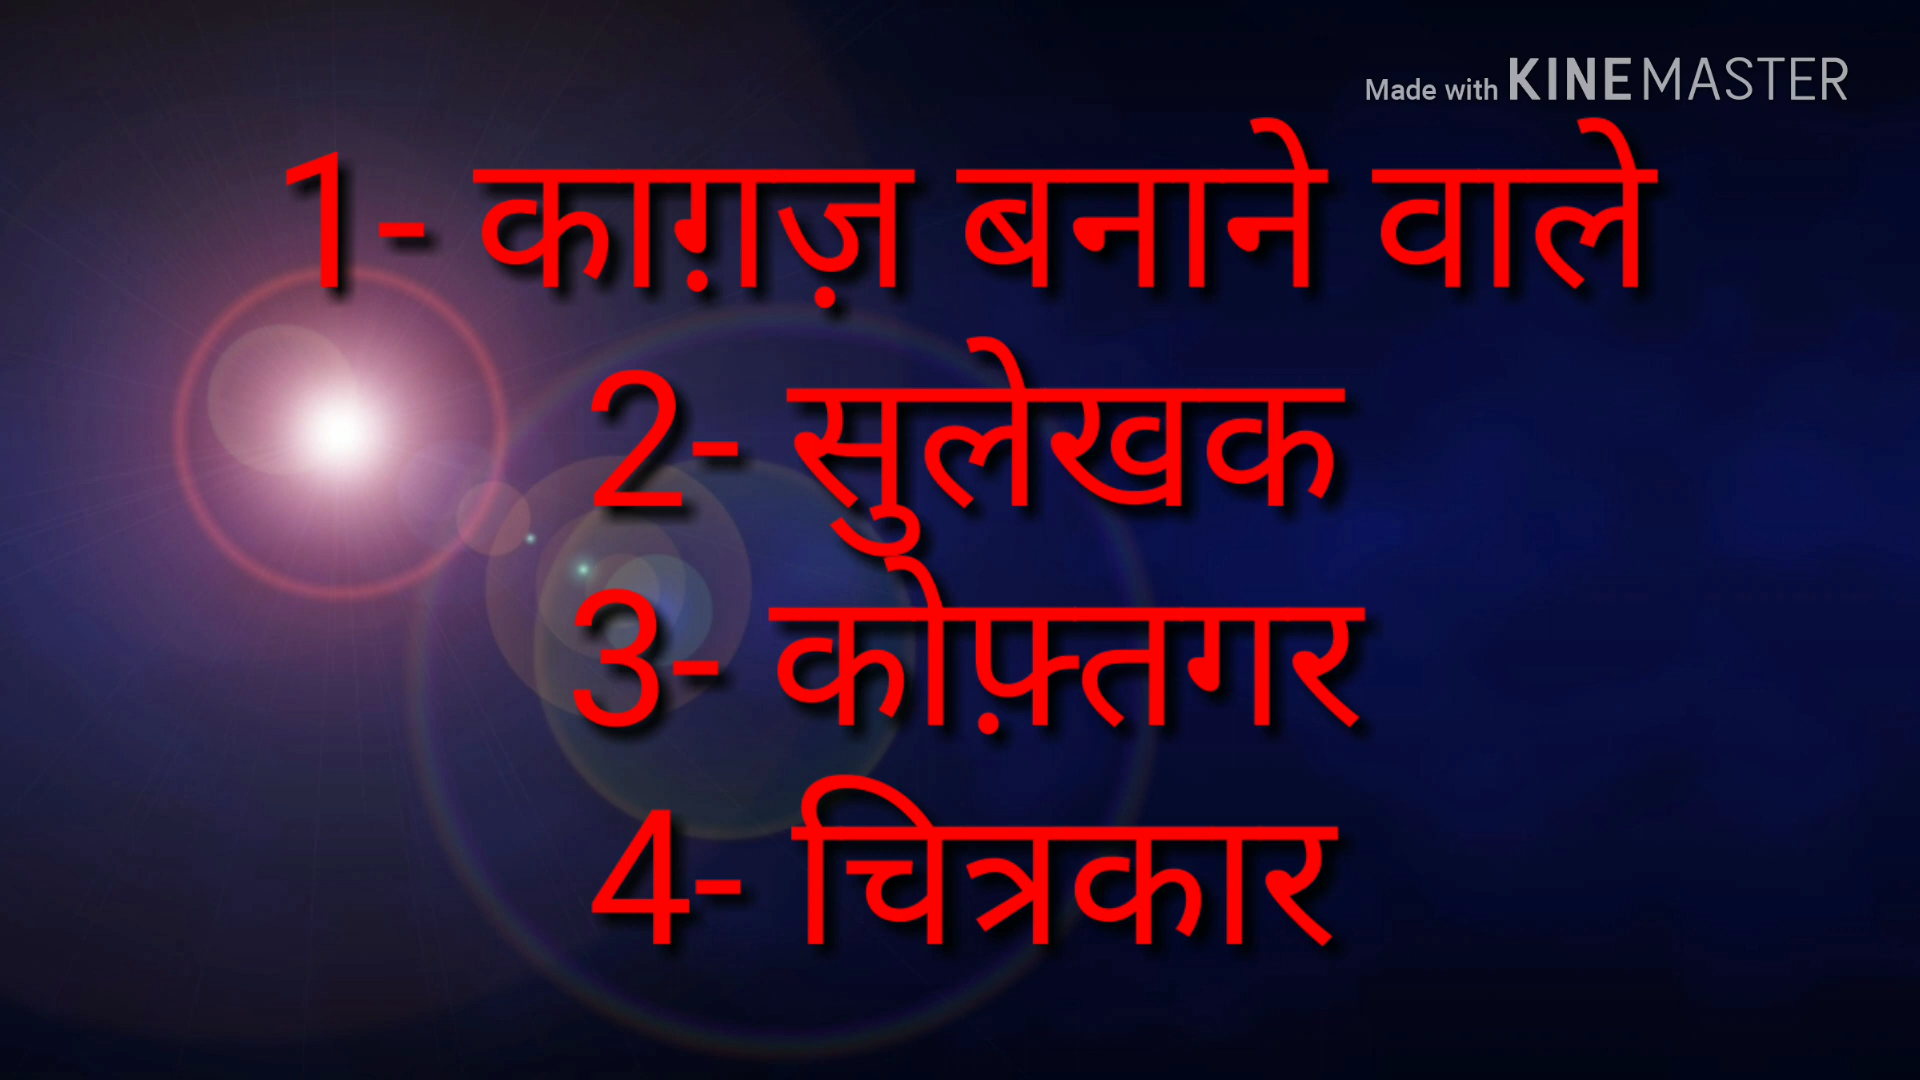 Made with KINEMASTER
1- काग़ज़ बनाने वाले
2- सुलेखक
3- कोफ़्तगर
4- चित्रकार